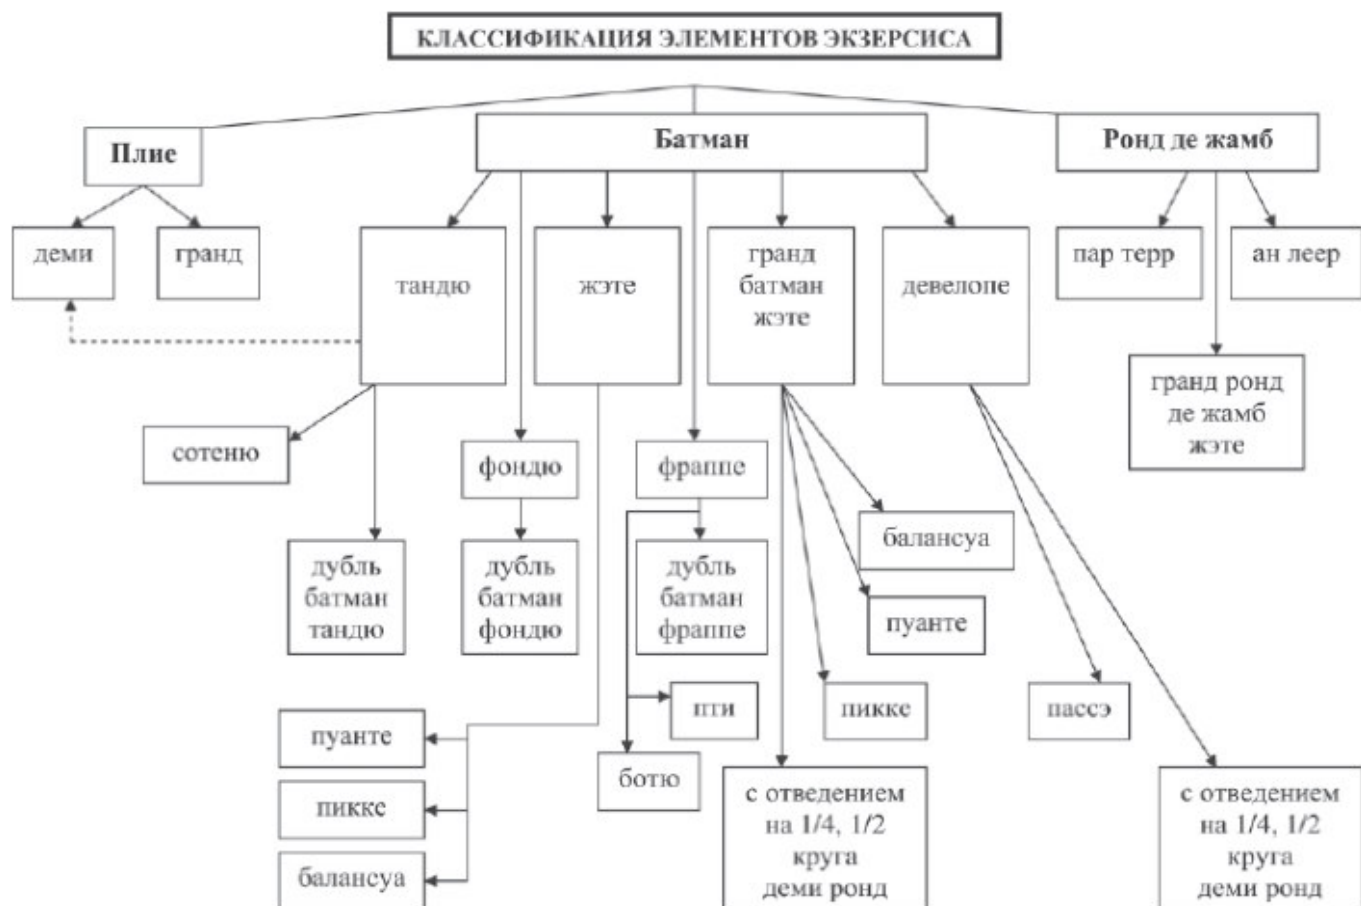 КЛАССИФИКАЦИЯ ЭЛЕМЕНТОВ ЭКЗЕРСИСА
Плие
Батман
Ронд де жамб
деми
гранд
тандю
жэте
гранд
батман
жэте
девелопе
пар терр
ан леер
гранд ронд
де жамб
жэте
сотеню
фондю
фраппе
балансуа
дубль
батман
тандю
дубль
батман
фондю
дубль
батман
фраппе
пуанте
пти
пикке
пассэ
пуанте
ботю
пикке
балансуа
с отведением
на 1/4, 1/2
круга
деми ронд
с отведением
на 1/4, 1/2
круга
деми ронд